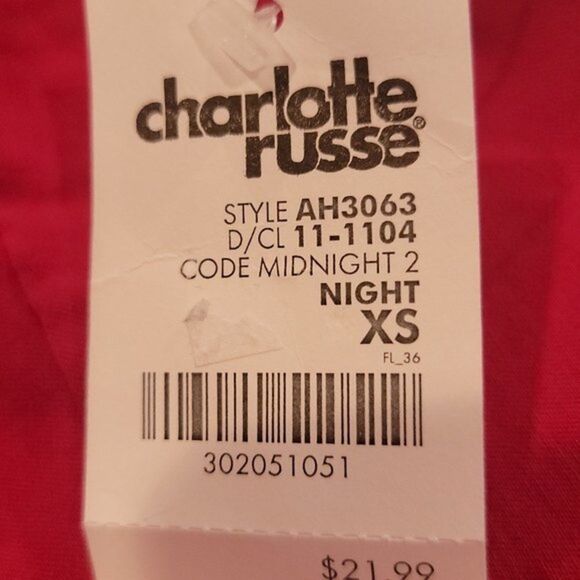 charlotte
russe®
STYLE AH3063
D/CL 11-1104
CODE MIDNIGHT 2
NIGHT
XS
FL_36
302051051
$21.99